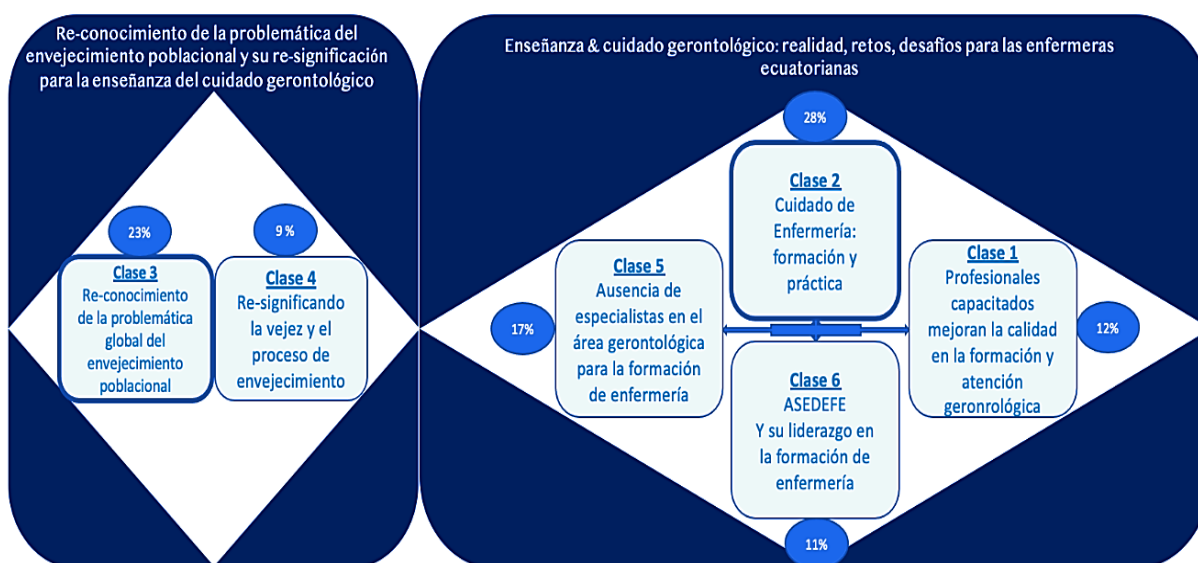 Re-conocimiento de la problemática del
envejecimiento poblacional y su re-significación
para la enseñanza del cuidado gerontológico
23%
9 %
Clase 3
Re-conocimiento
de la problemática
global del
envejecimiento
poblacional
Clase 4
Re-significando
la vejez y el
proceso de
envejecimiento
Enseñanza & cuidado gerontológico: realidad, retos, desafíos para las enfermeras
ecuatorianas
28%
Clase 2
Cuidado de
Enfermería:
formación y
práctica
17%
Clase 5
Ausencia de
especialistas en el
área gerontológica
para la formación
de enfermería
Clase 1
Profesionales
capacitados
mejoran la calidad
en la formación y
atención
geronrológica
12%
Clase 6
ASEDEFE
Y su liderazgo en
la formación de
enfermería
11%